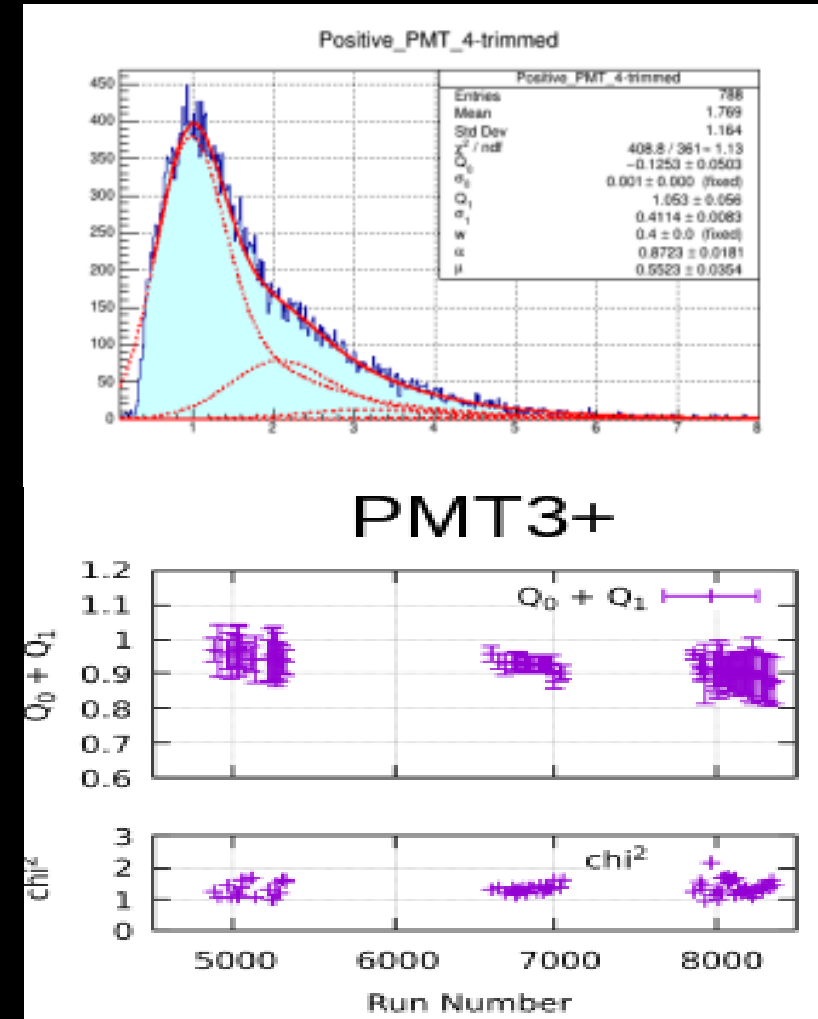 Positive_PMT_4-trimmed
Positive_PMT_4-trimmed
Entries 788
Mean 1.769
Std Dev 1.164
χ² / ndf 408.8 / 361 = 1.13
Q₀ −0.1253 ± 0.0503
σ₀ 0.001 ± 0.000 (fixed)
Q₁ 1.053 ± 0.056
σ₁ 0.4114 ± 0.0083
w 0.4 ± 0.0 (fixed)
α 0.8723 ± 0.0181
μ 0.5523 ± 0.0354
450
400
350
300
250
200
150
100
50
0
1 2 3 4 5 6 7 8
PMT3+
Q₀ + Q₁
Q₀ + Q₁
1.2
1.1
1
0.9
0.8
0.7
0.6
chi²
chi²
3
2
1
0
5000 6000 7000 8000
Run Number